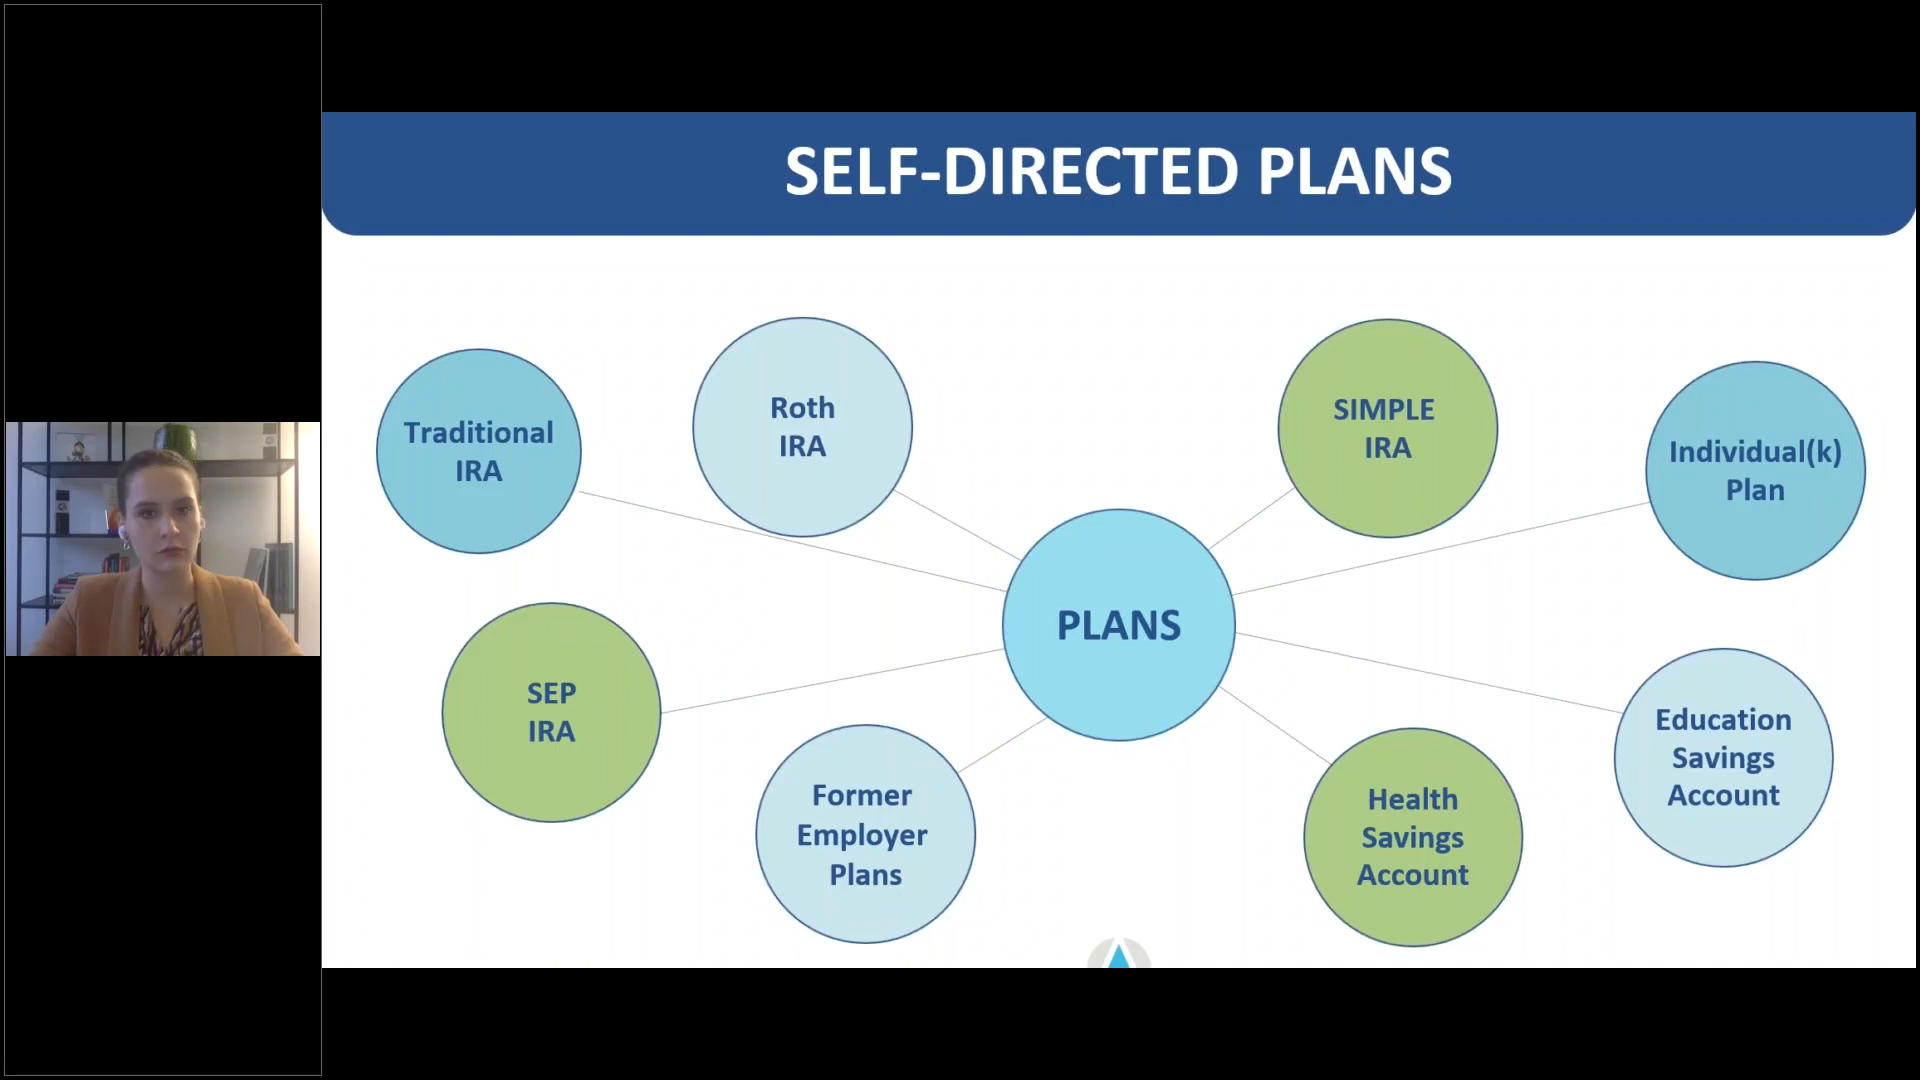 SELF-DIRECTED PLANS
Traditional
IRA
Roth
IRA
SIMPLE
IRA
Individual(k)
Plan
PLANS
SEP
IRA
Former
Employer
Plans
Health
Savings
Account
Education
Savings
Account